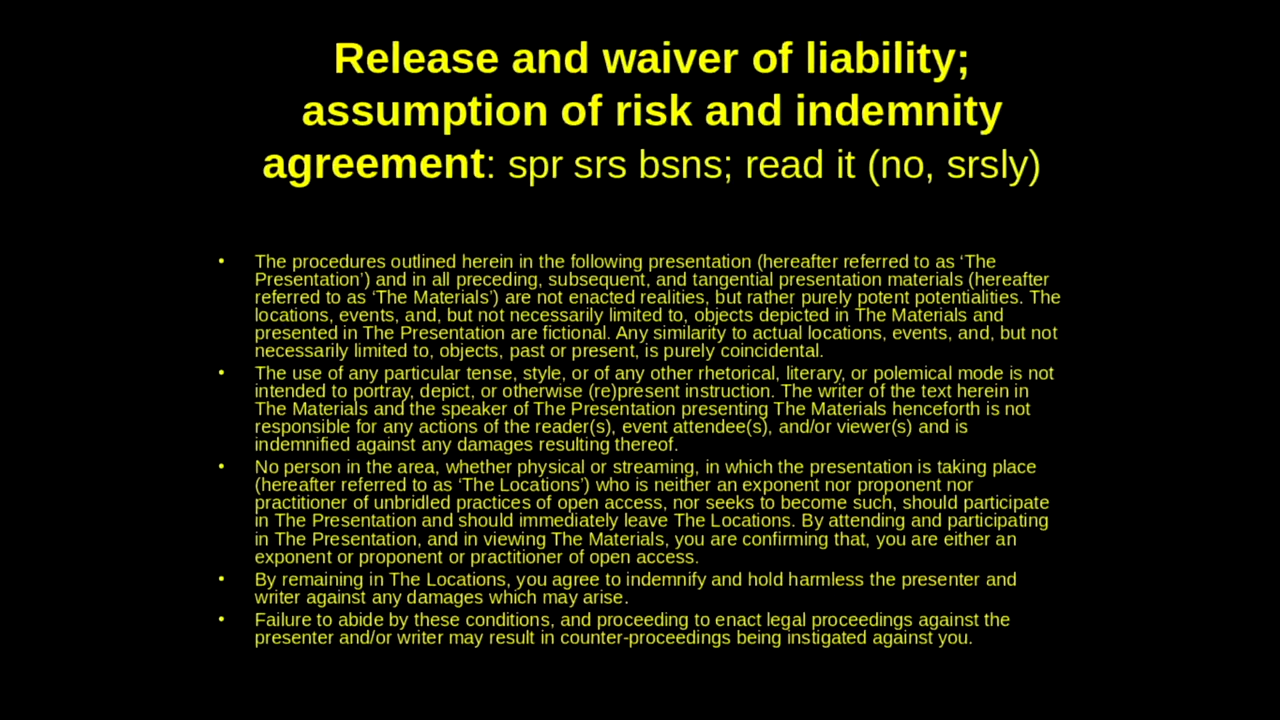 Release and waiver of liability;
assumption of risk and indemnity
agreement: spr srs bsns; read it (no, srsly)
• The procedures outlined herein in the following presentation (hereafter referred to as ‘The
Presentation’) and in all preceding, subsequent, and tangential presentation materials (hereafter
referred to as ‘The Materials’) are not enacted realities, but rather purely potent potentialities. The
locations, events, and, but not necessarily limited to, objects depicted in The Materials and
presented in The Presentation are fictional. Any similarity to actual locations, events, and, but not
necessarily limited to, objects, past or present, is purely coincidental.
• The use of any particular tense, style, or of any other rhetorical, literary, or polemical mode is not
intended to portray, depict, or otherwise (re)present instruction. The writer of the text herein in
The Materials and the speaker of The Presentation presenting The Materials henceforth is not
responsible for any actions of the reader(s), event attendee(s), and/or viewer(s) and is
indemnified against any damages resulting thereof.
• No person in the area, whether physical or streaming, in which the presentation is taking place
(hereafter referred to as ‘The Locations’) who is neither an exponent nor proponent nor
practitioner of unbridled practices of open access, nor seeks to become such, should participate
in The Presentation and should immediately leave The Locations. By attending and participating
in The Presentation, and in viewing The Materials, you are confirming that, you are either an
exponent or proponent or practitioner of open access.
• By remaining in The Locations, you agree to indemnify and hold harmless the presenter and
writer against any damages which may arise.
• Failure to abide by these conditions, and proceeding to enact legal proceedings against the
presenter and/or writer may result in counter-proceedings being instigated against you.